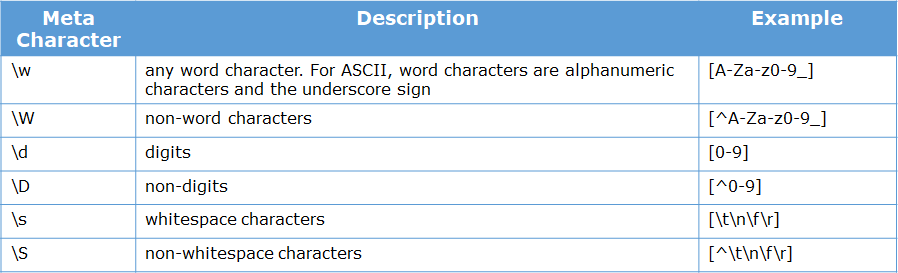 Meta Character Description Example
\w any word character. For ASCII, word characters are alphanumeric characters and the underscore sign [A-Za-z0-9_]
\W non-word characters [^A-Za-z0-9_]
\d digits [0-9]
\D non-digits [^0-9]
\s whitespace characters [\t\n\f\r]
\S non-whitespace characters [^\t\n\f\r]